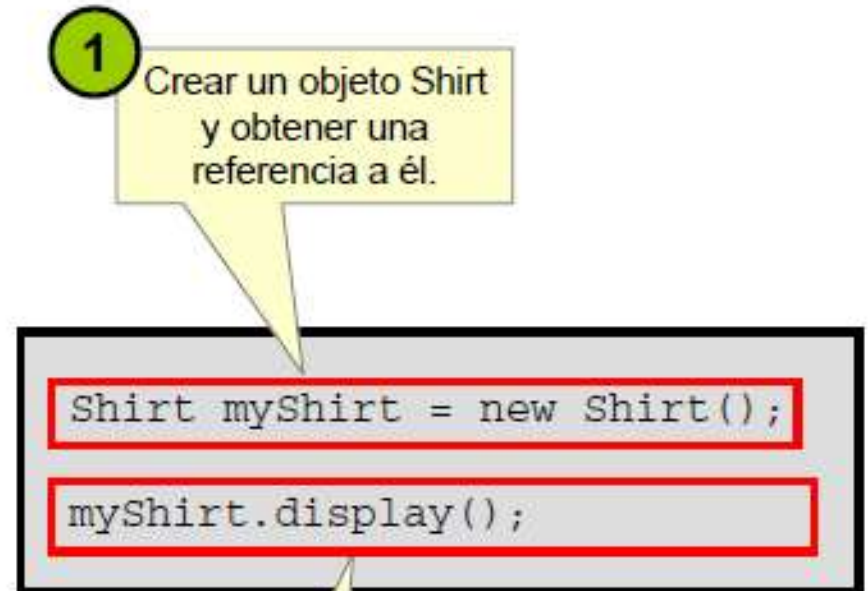 1
Crear un objeto Shirt
y obtener una
referencia a él.
Shirt myShirt = new Shirt();
myShirt.display();